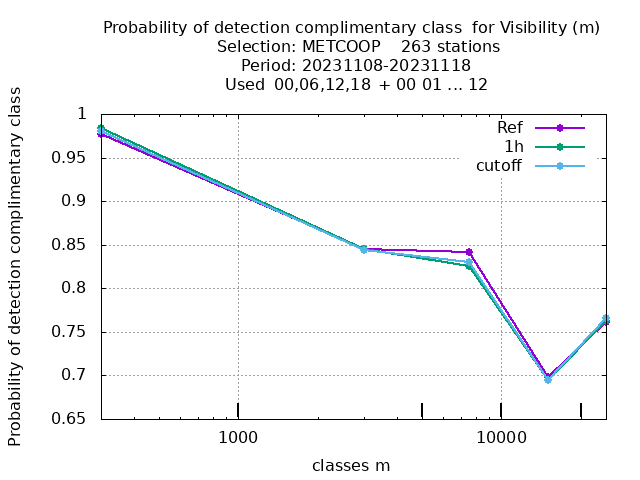 Probability of detection complimentary class  for Visibility (m)
Selection: METCOOP    263 stations
Period: 20231108-20231118
Used  00,06,12,18  + 00 01 ... 12
Probability of detection complimentary class
1
0.95
0.9
0.85
0.8
0.75
0.7
0.65
Ref
1h
cutoff
1000
10000
classes m